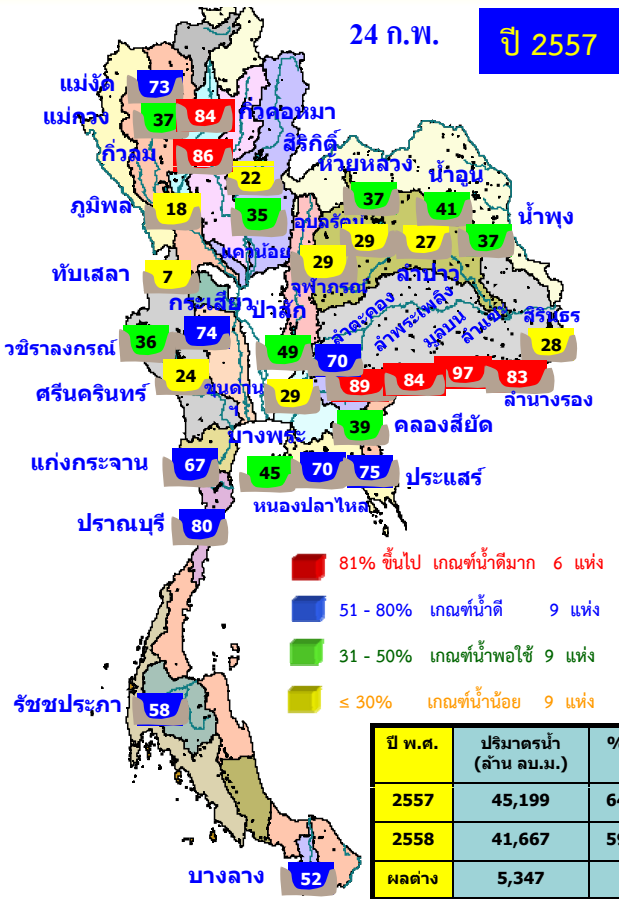 24 ก.พ.
ปี 2557
แม่งัด
73
แม่กวง
37
84
กิ่วคอหมา
กิ่วลม
86
สิริกิติ์
22
ห้วยหลวง
37
น้ำอูน
41
น้ำพุง
37
ภูมิพล
18
35
แควน้อย
อุบลรัตน์
29
27
ลำปาว
29
จุฬาภรณ์
ทับเสลา
7
กระเสียว
74
ป่าสัก
49
ลำตะคอง
70
ลำพระเพลิง
มูลบน
ลำแซะ
สิรินธร
28
วชิราลงกรณ์
36
ศรีนครินทร์
24
ขุนด่าน
29
89
84
97
83
ลำนางรอง
39
คลองสียัด
บางพระ
แก่งกระจาน
67
45
70
75
ประแสร์
หนองปลาไหล
ปราณบุรี
80
81% ขึ้นไป เกณฑ์น้ำดีมาก 6 แห่ง
51 - 80% เกณฑ์น้ำดี 9 แห่ง
31 - 50% เกณฑ์น้ำพอใช้ 9 แห่ง
≤ 30% เกณฑ์น้ำน้อย 9 แห่ง
รัชชประภา
58
ปี พ.ศ. ปริมาตรน้ำ %
(ล้าน ลบ.ม.)
2557 45,199 64
2558 41,667 59
ผลต่าง 5,347
บางลาง
52